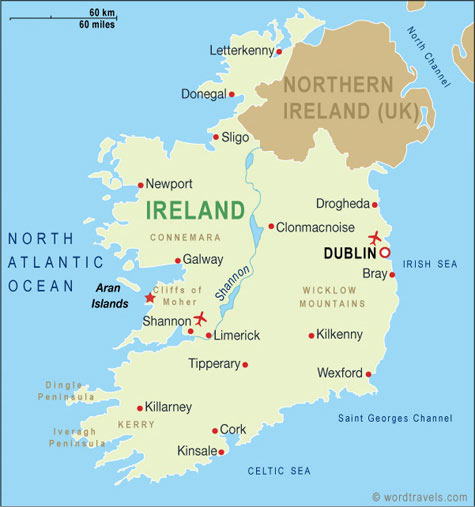 60 km
60 miles
Letterkenny
North Channel
NORTHERN
IRELAND (UK)
Donegal
Sligo
Newport
Drogheda
IRELAND
Clonmacnoise
CONNEMARA
NORTH
ATLANTIC
OCEAN
DUBLIN
Galway
IRISH SEA
Bray
Shannon
Aran
Islands
Cliffs of
Moher
WICKLOW
MOUNTAINS
Shannon
Limerick
Kilkenny
Tipperary
Wexford
Dingle
Peninsula
Killarney
Saint Georges Channel
KERRY
Iveragh
Peninsula
Cork
Kinsale
CELTIC SEA
© wordtravels.com